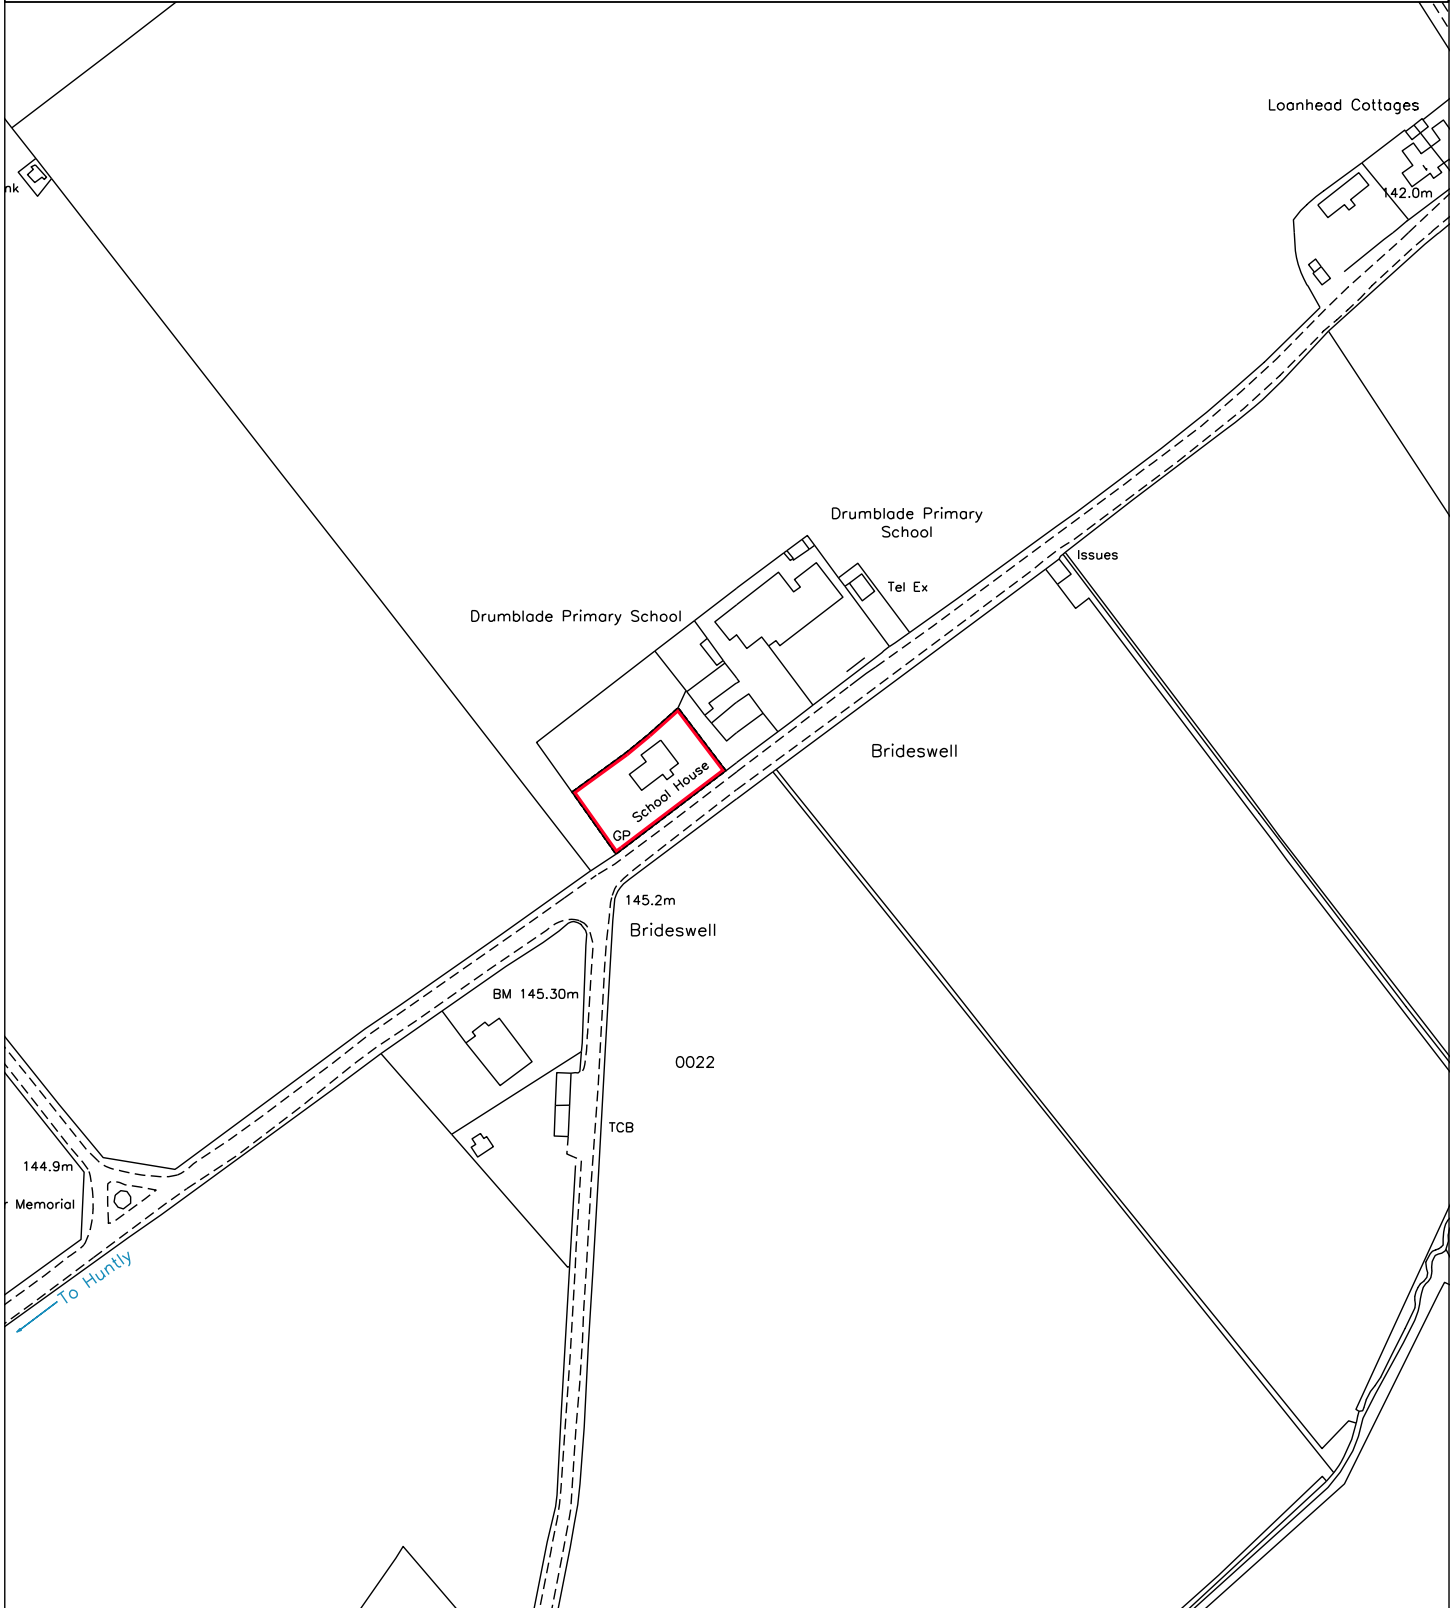 Loanhead Cottages
nk
142.0m
Drumblade Primary
School
Issues
Tel Ex
Drumblade Primary School
Brideswell
School House
GP
145.2m
Brideswell
BM 145.30m
0022
TCB
144.9m
r Memorial
To Huntly